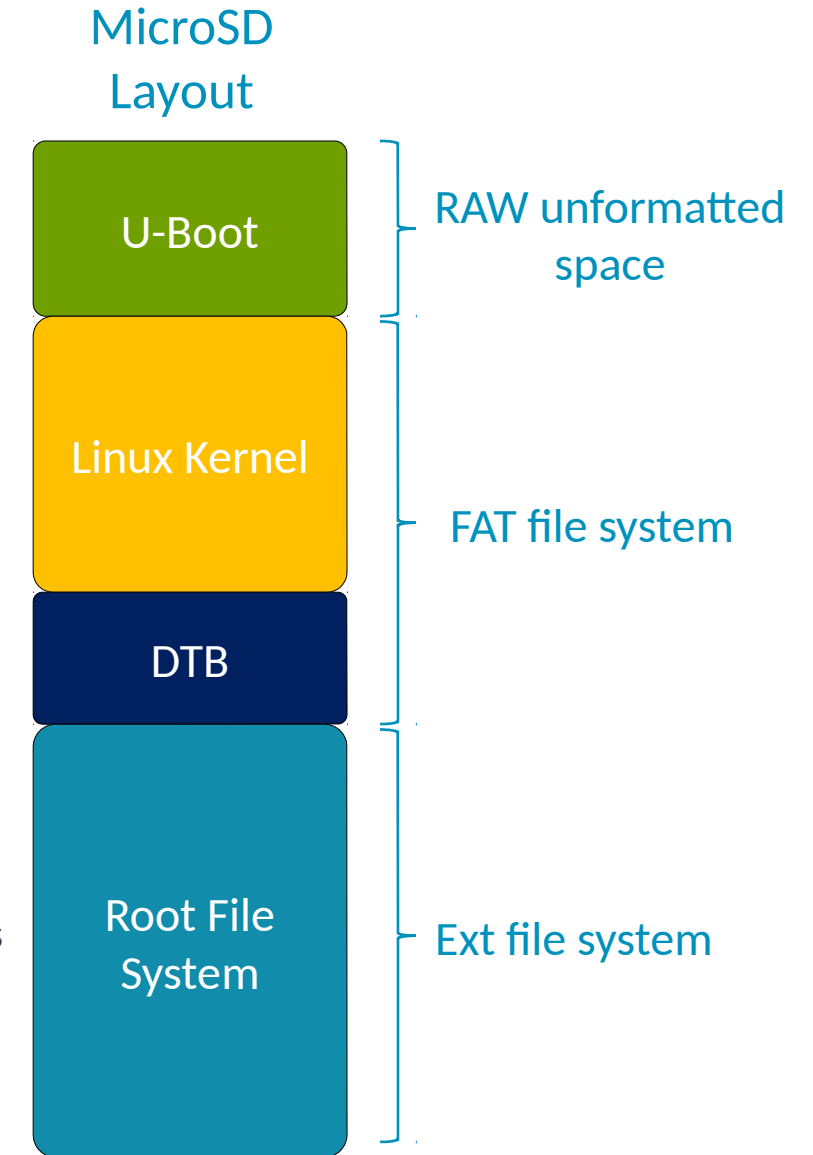 MicroSD
Layout
U-Boot
RAW unformatted
space
Linux Kernel
FAT file system
DTB
Root File
System
Ext file system